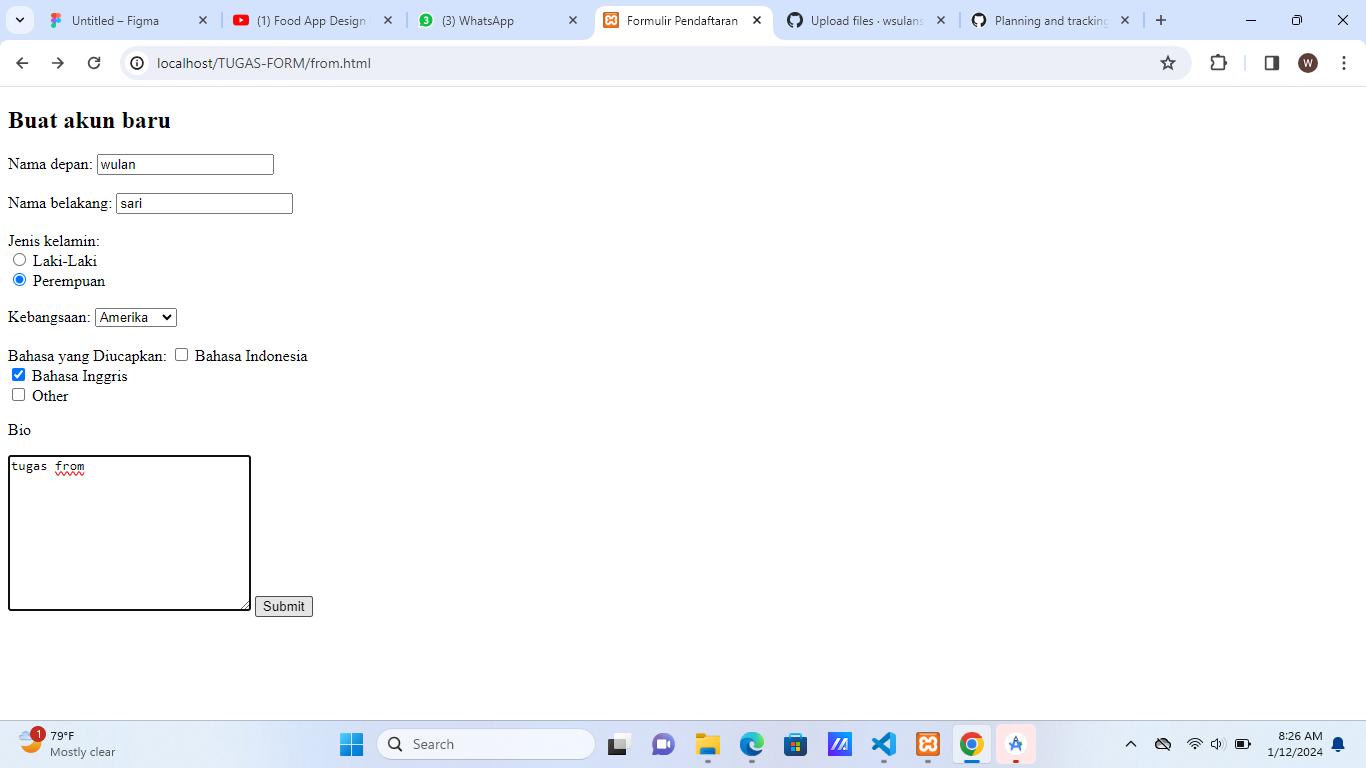 Untitled – Figma
(1) Food App Design
(3) WhatsApp
Formulir Pendaftaran
Upload files · wsulans
Planning and tracking
localhost/TUGAS-FORM/from.html
W
Buat akun baru
Nama depan: wulan
Nama belakang: sari
Jenis kelamin:
Laki-Laki
Perempuan
Kebangsaan: Amerika
Bahasa yang Diucapkan: Bahasa Indonesia
Bahasa Inggris
Other
Bio
tugas from
Submit
1
79°F
Mostly clear
Search
8:26 AM
1/12/2024